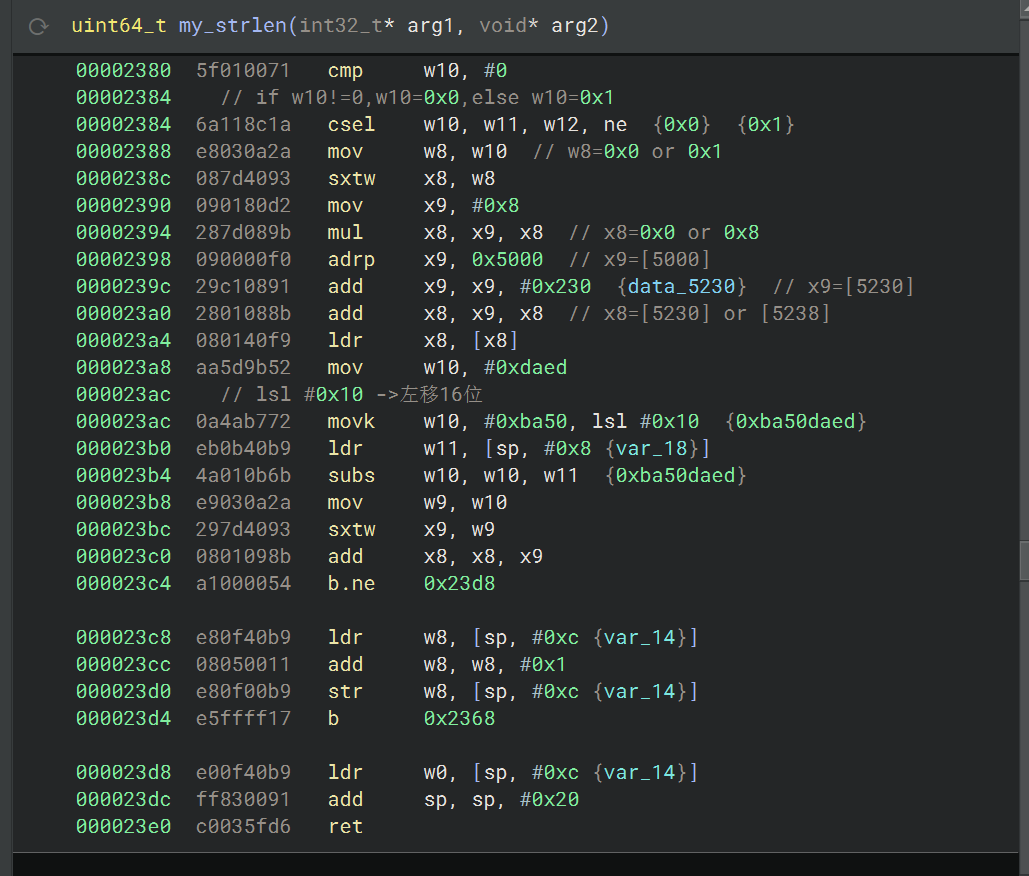 uint64_t my_strlen(int32_t* arg1, void* arg2)
00002380 5f010071 cmp w10, #0
00002384 // if w10!=0,w10=0x0,else w10=0x1
00002384 6a118c1a csel w10, w11, w12, ne {0x0} {0x1}
00002388 e8030a2a mov w8, w10 // w8=0x0 or 0x1
0000238c 087d4093 sxtw x8, w8
00002390 090180d2 mov x9, #0x8
00002394 287d089b mul x8, x9, x8 // x8=0x0 or 0x8
00002398 090000f0 adrp x9, 0x5000 // x9=[5000]
0000239c 29c10891 add x9, x9, #0x230 {data_5230} // x9=[5230]
000023a0 2801088b add x8, x9, x8 // x8=[5230] or [5238]
000023a4 080140f9 ldr x8, [x8]
000023a8 aa5d9b52 mov w10, #0xdaed
000023ac // lsl #0x10 ->左移16位
000023ac 0a4ab772 movk w10, #0xba50, lsl #0x10 {0xba50daed}
000023b0 eb0b40b9 ldr w11, [sp, #0x8 {var_18}]
000023b4 4a010b6b subs w10, w10, w11 {0xba50daed}
000023b8 e9030a2a mov w9, w10
000023bc 297d4093 sxtw x9, w9
000023c0 0801098b add x8, x8, x9
000023c4 a1000054 b.ne 0x23d8
000023c8 e80f40b9 ldr w8, [sp, #0xc {var_14}]
000023cc 08050011 add w8, w8, #0x1
000023d0 e80f00b9 str w8, [sp, #0xc {var_14}]
000023d4 e5ffff17 b 0x2368
000023d8 e00f40b9 ldr w0, [sp, #0xc {var_14}]
000023dc ff830091 add sp, sp, #0x20
000023e0 c0035fd6 ret